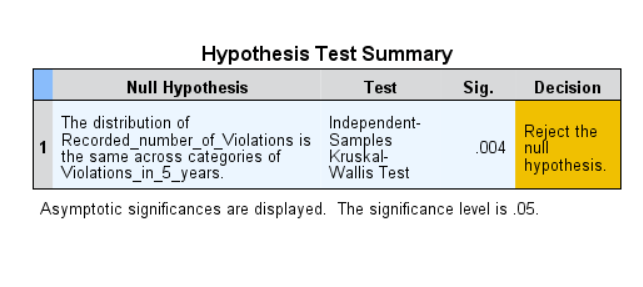 Hypothesis Test Summary
Null Hypothesis Test Sig. Decision
1
The distribution of
Recorded_number_of_Violations is
the same across categories of
Violations_in_5_years.
Independent-
Samples
Kruskal-
Wallis Test
.004
Reject the
null
hypothesis.
Asymptotic significances are displayed. The significance level is .05.